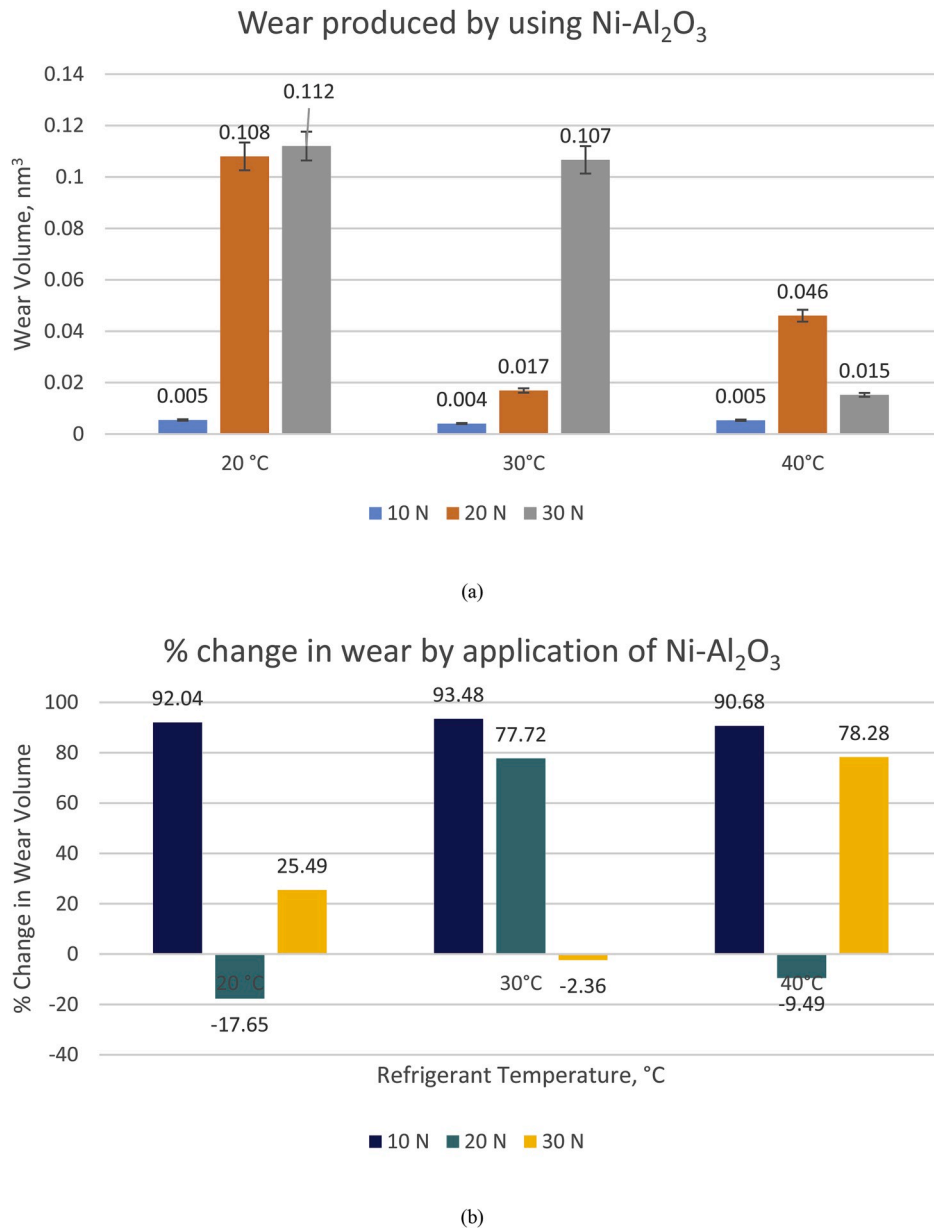 Wear produced by using Ni-Al₂O₃
Wear Volume, nm³
0.14
0.12
0.1
0.08
0.06
0.04
0.02
0
0.005
0.108
0.112
0.004
0.017
0.107
0.005
0.046
0.015
20 °C
30°C
40°C
10 N 20 N 30 N
(a)
% change in wear by application of Ni-Al₂O₃
% Change in Wear Volume
100
80
60
40
20
0
-20
-40
92.04
-17.65
25.49
93.48
77.72
-2.36
90.68
-9.49
78.28
20 °C
30°C
40°C
Refrigerant Temperature, °C
10 N 20 N 30 N
(b)